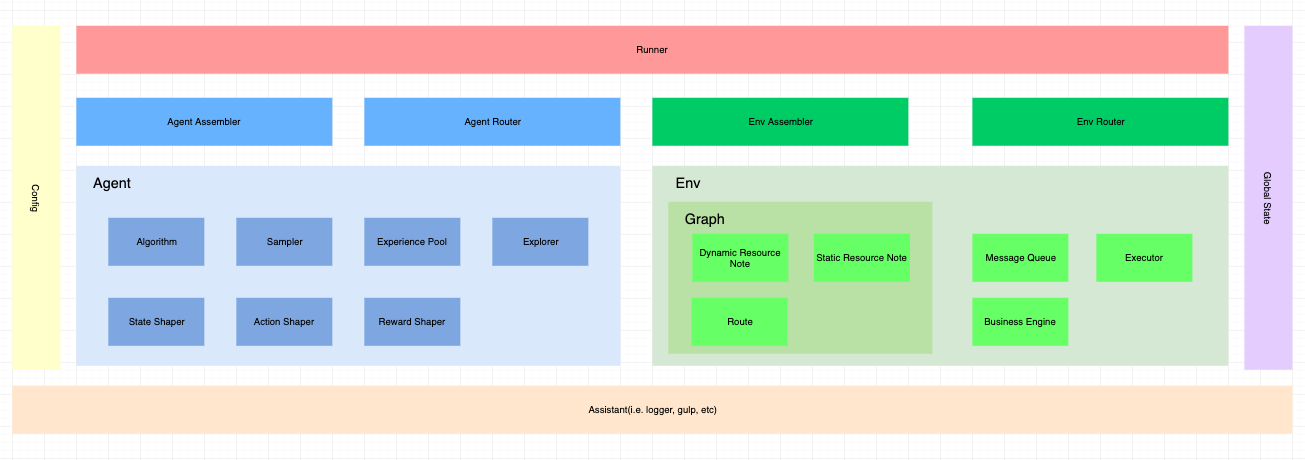 Runner
Config
Agent Assembler
Agent Router
Env Assembler
Env Router
Global State
Agent
Algorithm
Sampler
Experience Pool
Explorer
State Shaper
Action Shaper
Reward Shaper
Env
Graph
Dynamic Resource
Note
Static Resource Note
Route
Message Queue
Executor
Business Engine
Assistant(i.e. logger, gulp, etc)